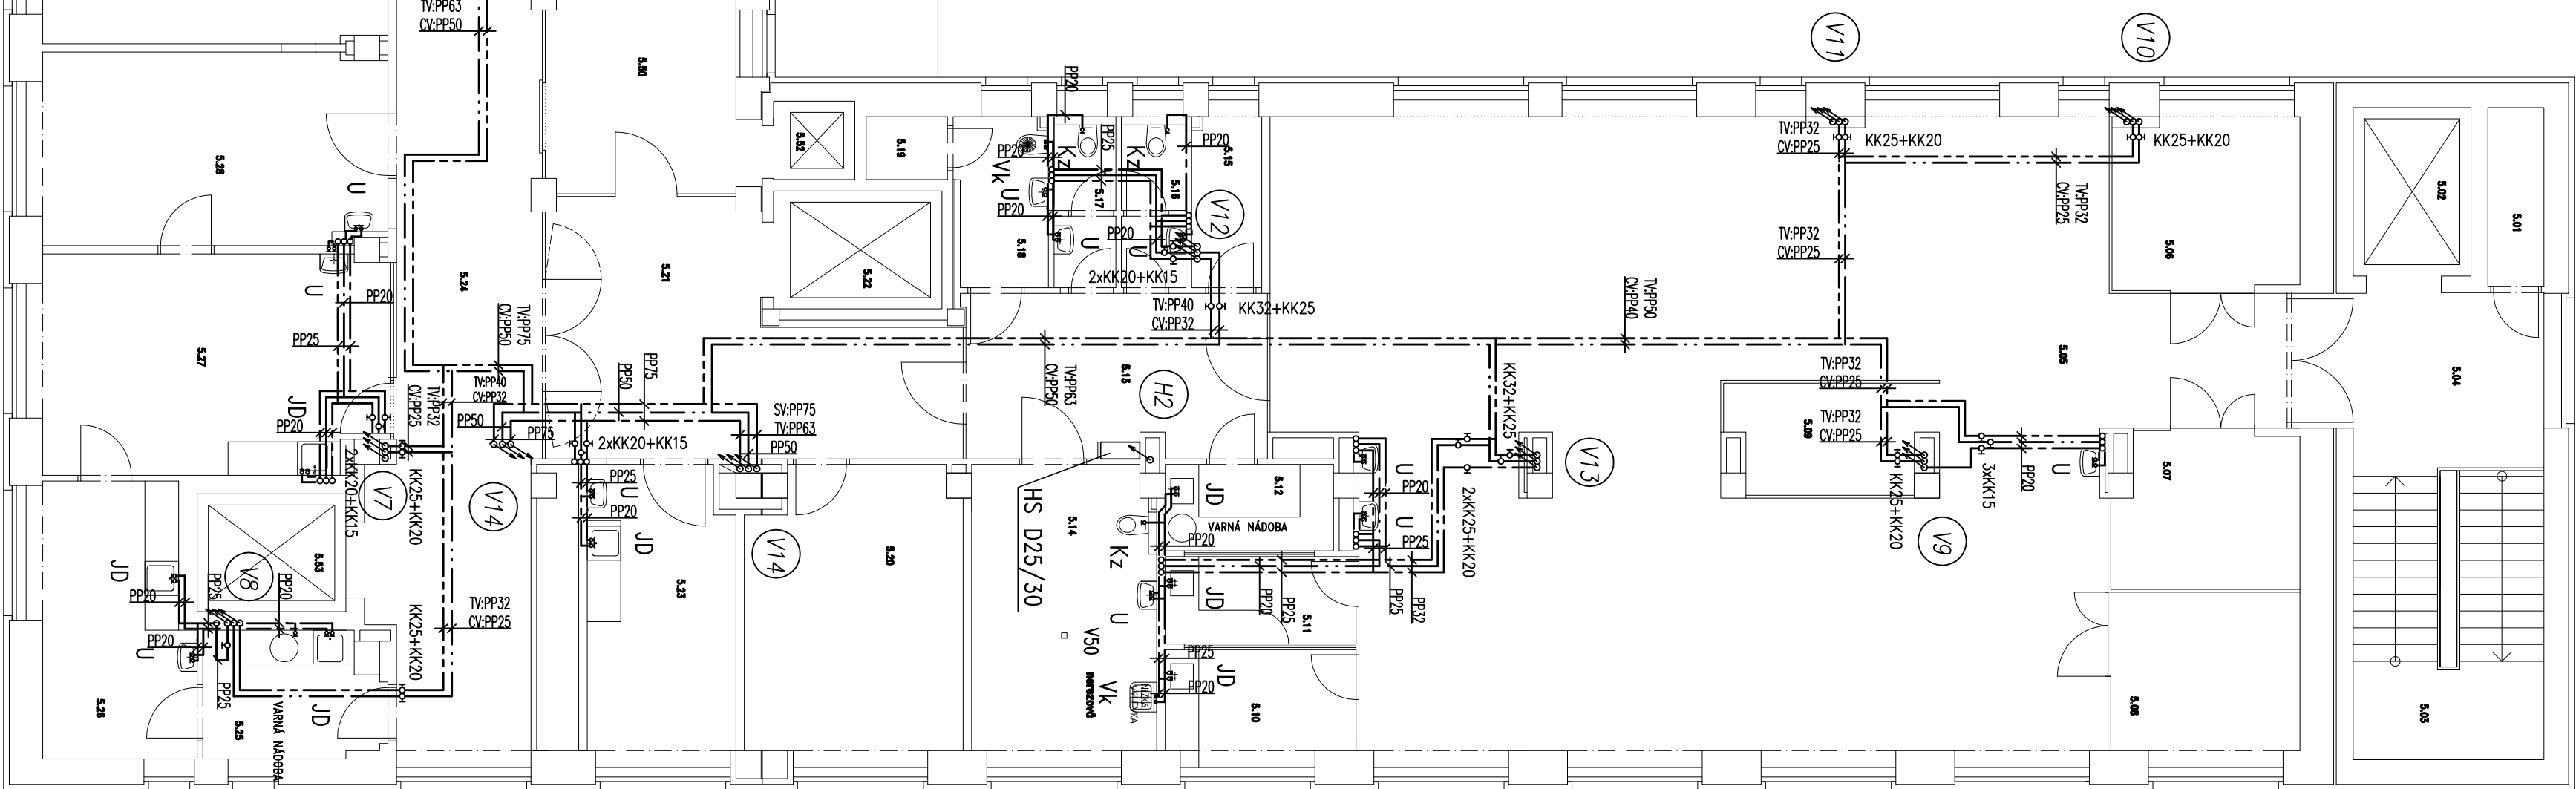 TV:PP63
CV:PP50
5.50
PP20
V11
V10
5.28
U
5.52
5.19
PP20
Vk
U
PP20
5.18
Kz
PP25
5.17
U
Kz
PP20
5.15
5.16
V12
PP20
U
2xKK20+KK15
TV:PP40
CV:PP32
KK32+KK25
TV:PP32
CV:PP25
KK25+KK20
KK25+KK20
TV:PP32
CV:PP25
TV:PP32
CV:PP25
5.06
5.02
5.01
5.24
5.21
5.22
U
PP20
PP25
5.27
TV:PP75
CV:PP50
TV:PP50
CV:PP40
5.05
5.04
TV:PP40
CV:PP32
TV:PP32
CV:PP25
JD
PP20
PP50
PP75
PP50
PP75
2xKK20+KK15
SV:PP75
TV:PP63
PP50
TV:PP63
CV:PP50
5.13
H2
KK32+KK25
TV:PP32
CV:PP25
5.09
TV:PP32
CV:PP25
2xKK20+KK15
V7
KK25+KK20
V14
PP25
U
PP20
JD
V14
5.20
HS D25/30
5.14
JD
5.12
VARNÁ NÁDOBA
PP20
U
PP20
U
PP25
2xKK25+KK20
V13
KK25+KK20
V9
3xKK15
PP20
U
5.07
5.53
V8
JD
PP20
PP25
PP20
5.23
Kz
U
JD
PP20
PP25
5.11
PP25
PP32
TV:PP32
CV:PP25
KK25+KK20
PP20
U
PP25
5.26
5.25
VARNÁ NÁDOBA
JD
V50
nerezová
Vk
PP25
PP20
JD
5.10
5.08
5.03